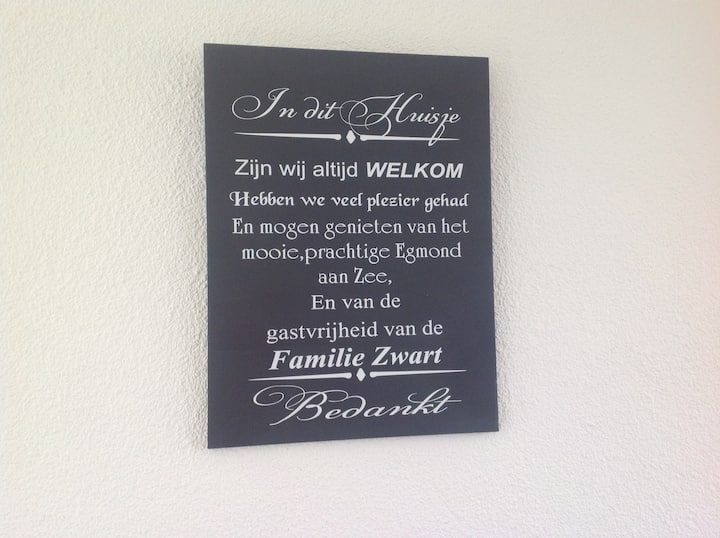 In dit Huisje
Zijn wij altijd WELKOM
Hebben we veel plezier gehad
En mogen genieten van het
mooie,prachtige Egmond
aan Zee,
En van de
gastvrijheid van de
Familie Zwart
Bedankt